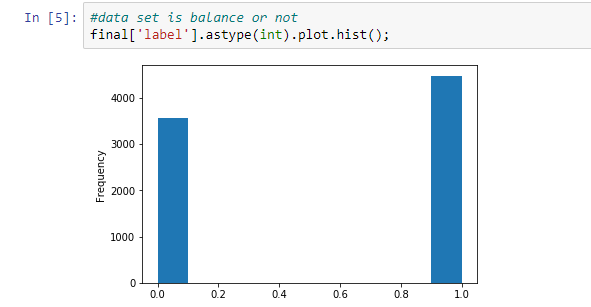 In [5]: #data set is balance or not
final['label'].astype(int).plot.hist();
4000
3000
2000
1000
0
Frequency
0.0 0.2 0.4 0.6 0.8 1.0